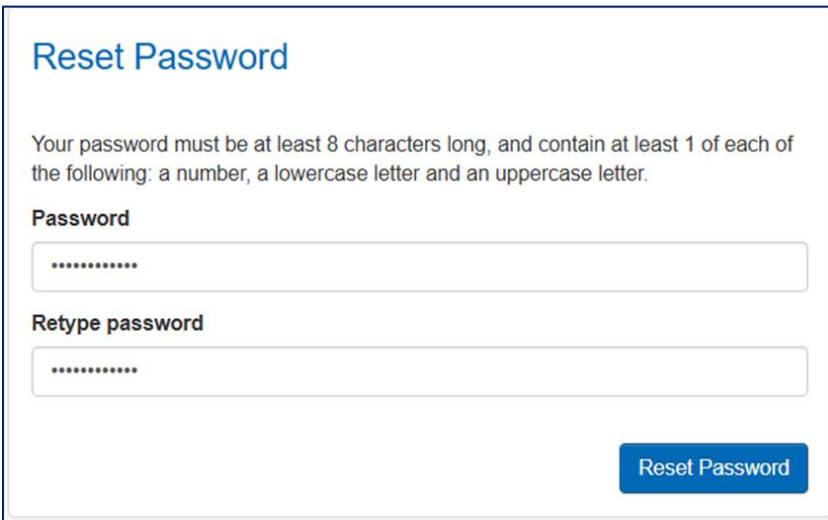 Reset Password
Your password must be at least 8 characters long, and contain at least 1 of each of
the following: a number, a lowercase letter and an uppercase letter.
Password
••••••••••••
Retype password
••••••••••••
Reset Password